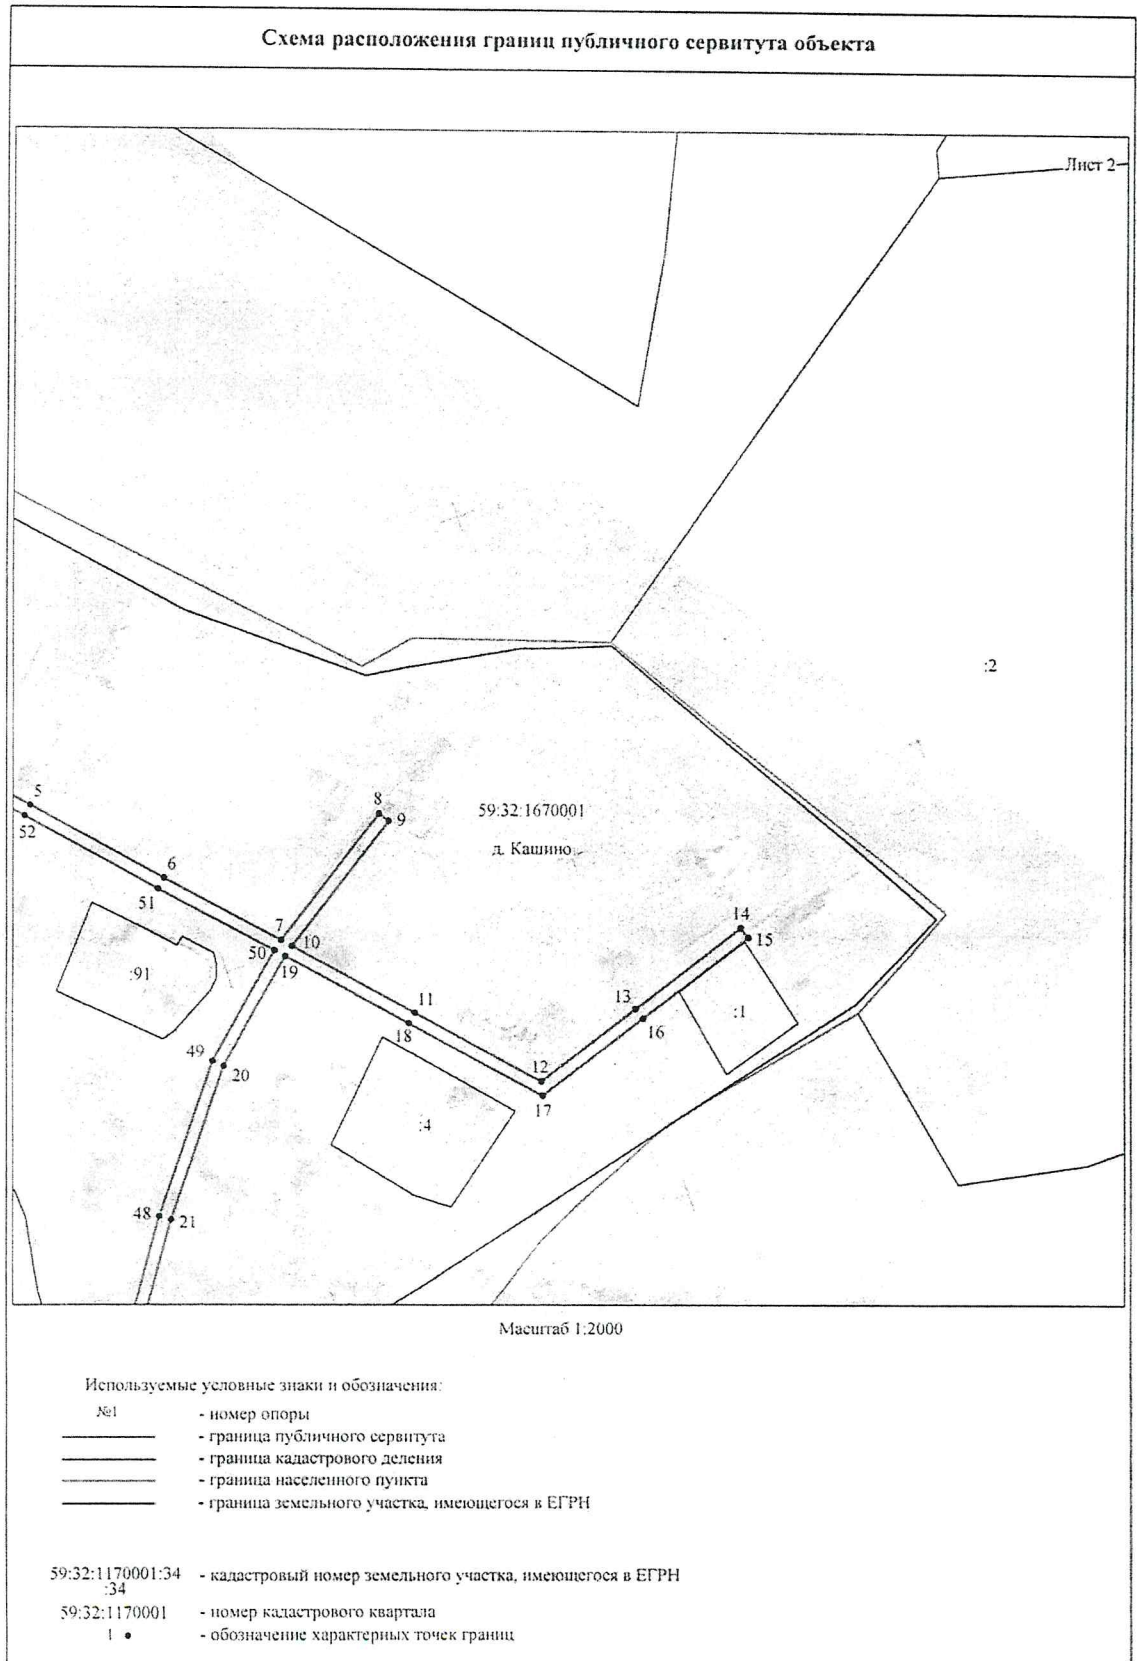 Схема расположения границ публичного сервитута объекта
Лист 2
:2
5
52
8
9
59:32:1670001
д. Кашино
6
51
7
10
50
19
14
15
:91
11
18
13
16
:1
49
20
12
17
:4
48
21
Масштаб 1:2000
Используемые условные знаки и обозначения:
№1 - номер опоры
- граница публичного сервитута
- граница кадастрового деления
- граница населенного пункта
- граница земельного участка, имеющегося в ЕГРН
59:32:1170001:34 - кадастровый номер земельного участка, имеющегося в ЕГРН
:34
59:32:1170001 - номер кадастрового квартала
1 - обозначение характерных точек границ